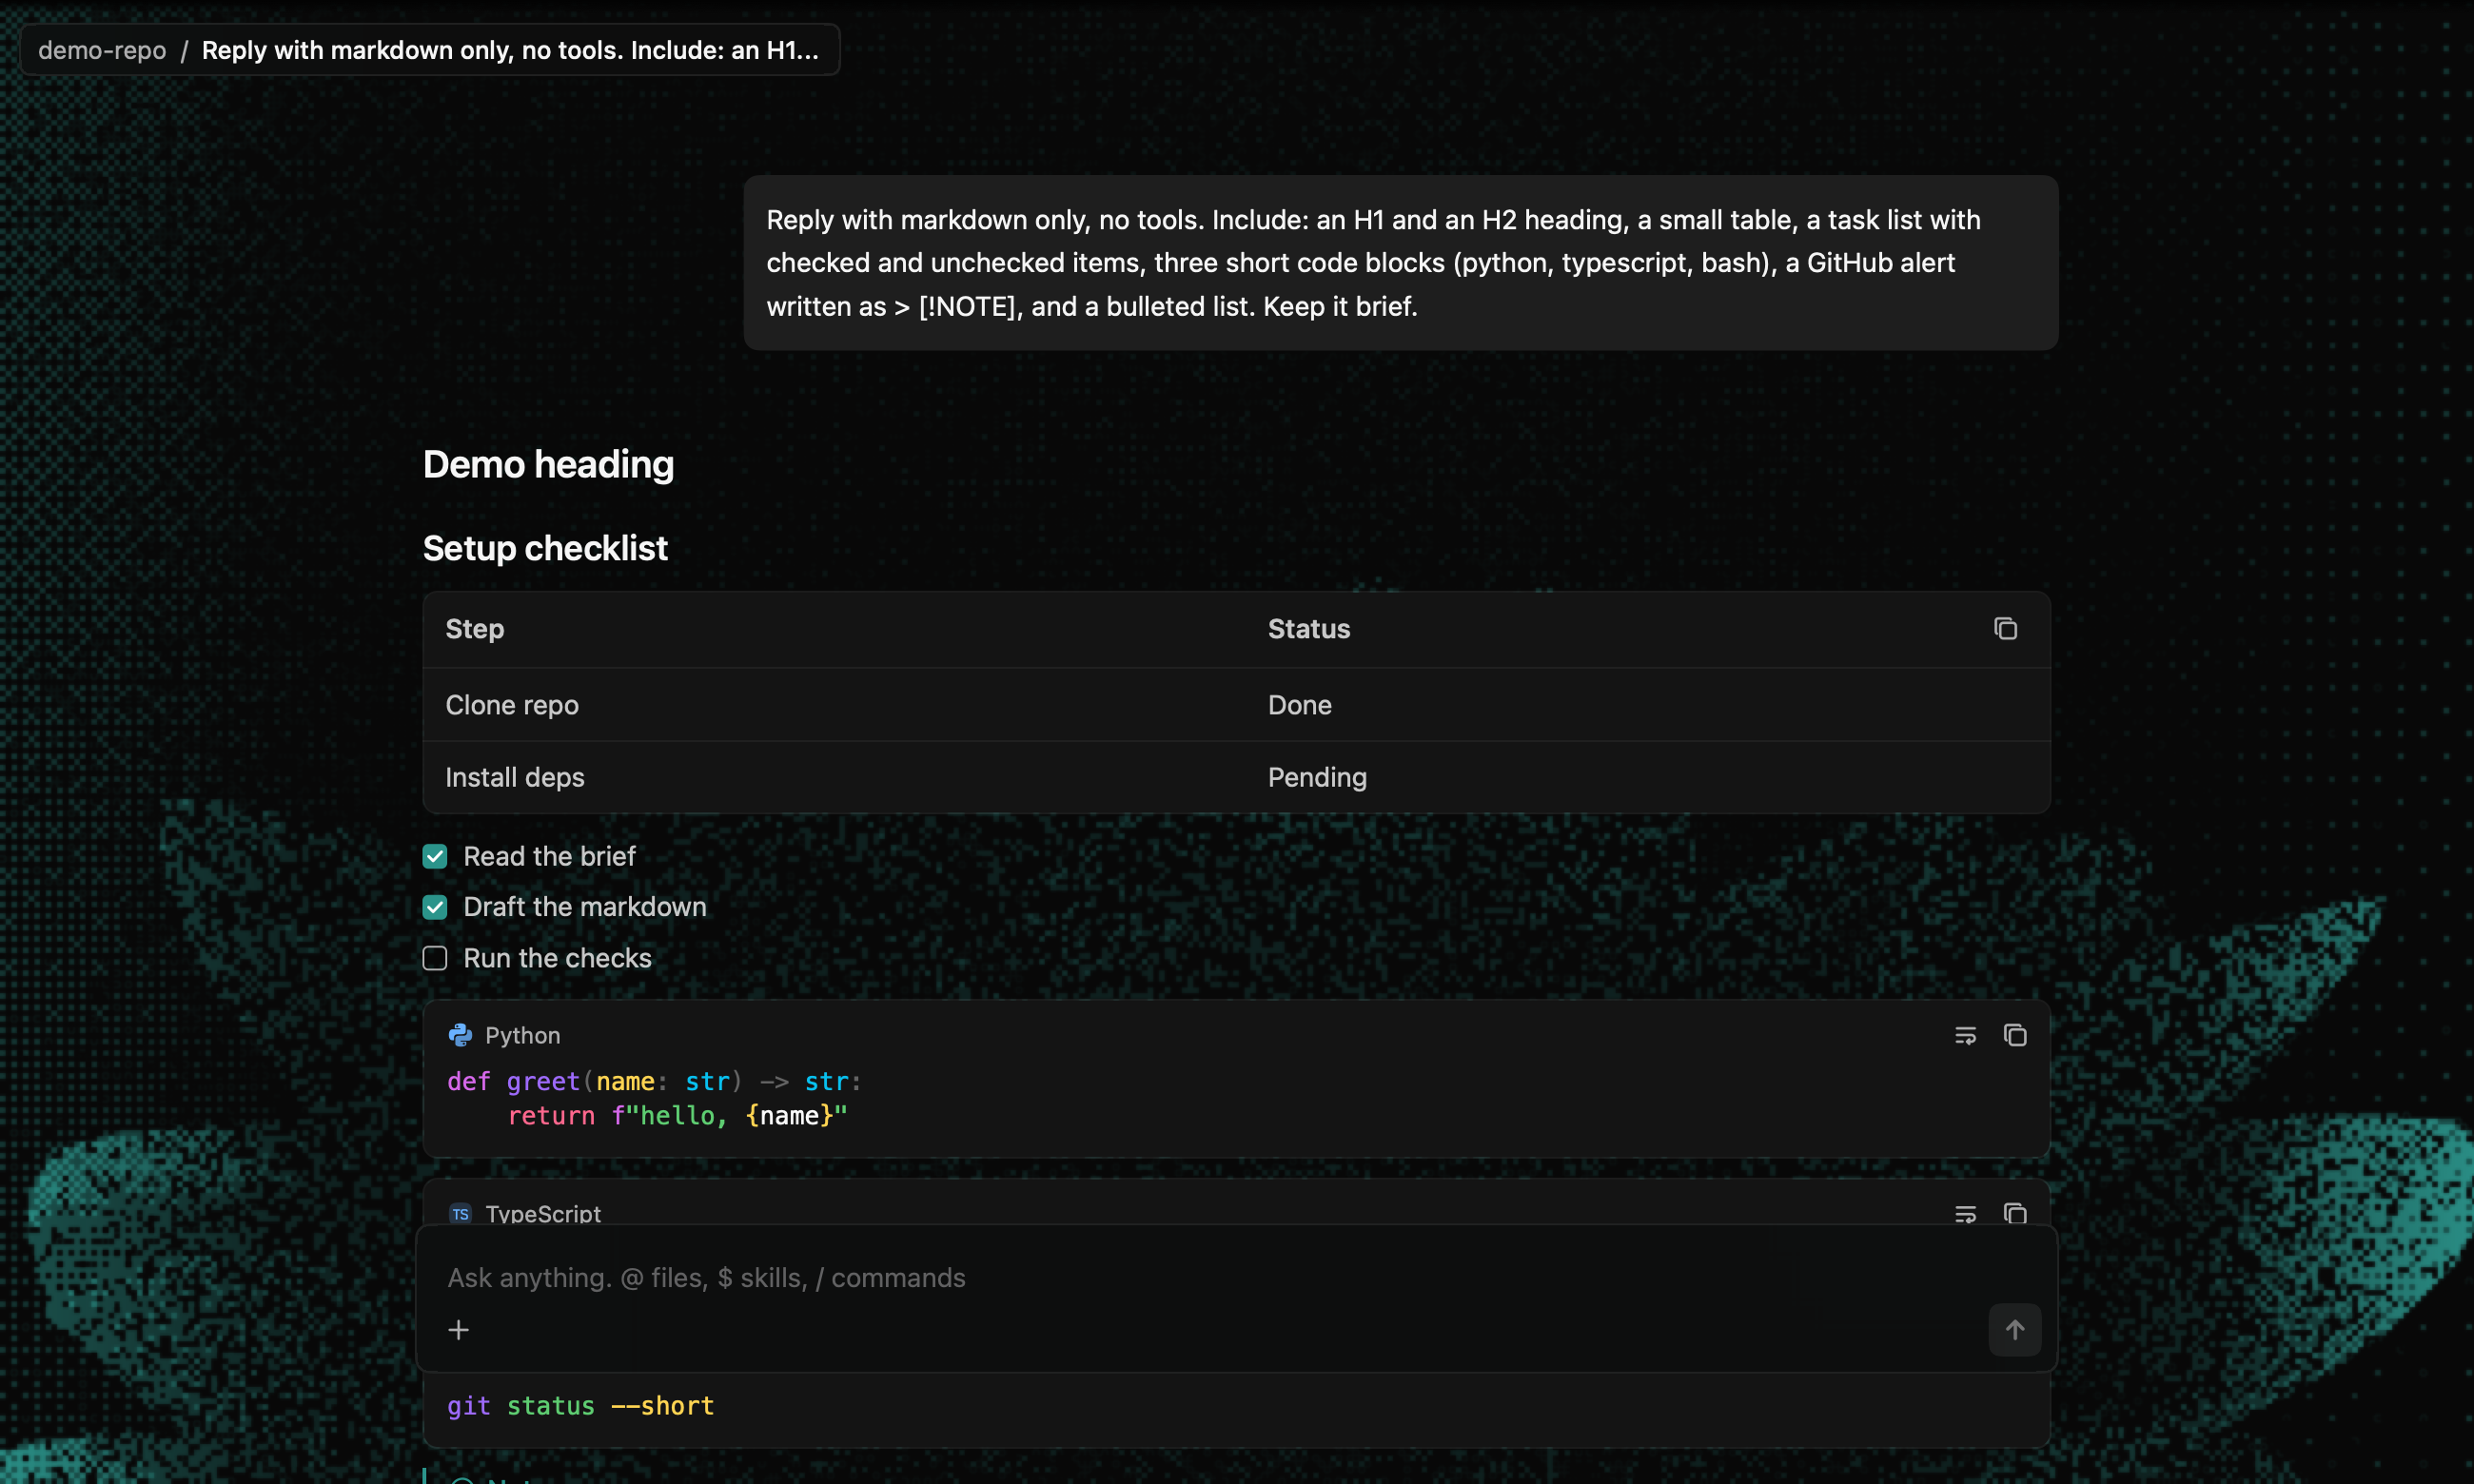 demo-repo / Reply with markdown only, no tools. Include: an H1...
Reply with markdown only, no tools. Include: an H1 and an H2 heading, a small table, a task list with
checked and unchecked items, three short code blocks (python, typescript, bash), a GitHub alert
written as > [!NOTE], and a bulleted list. Keep it brief.
Demo heading
Setup checklist
Step Status
Clone repo Done
Install deps Pending
Read the brief
Draft the markdown
Run the checks
Python
def greet(name: str) -> str:
    return f"hello, {name}"
TS TypeScript
Ask anything. @ files, $ skills, / commands
git status --short